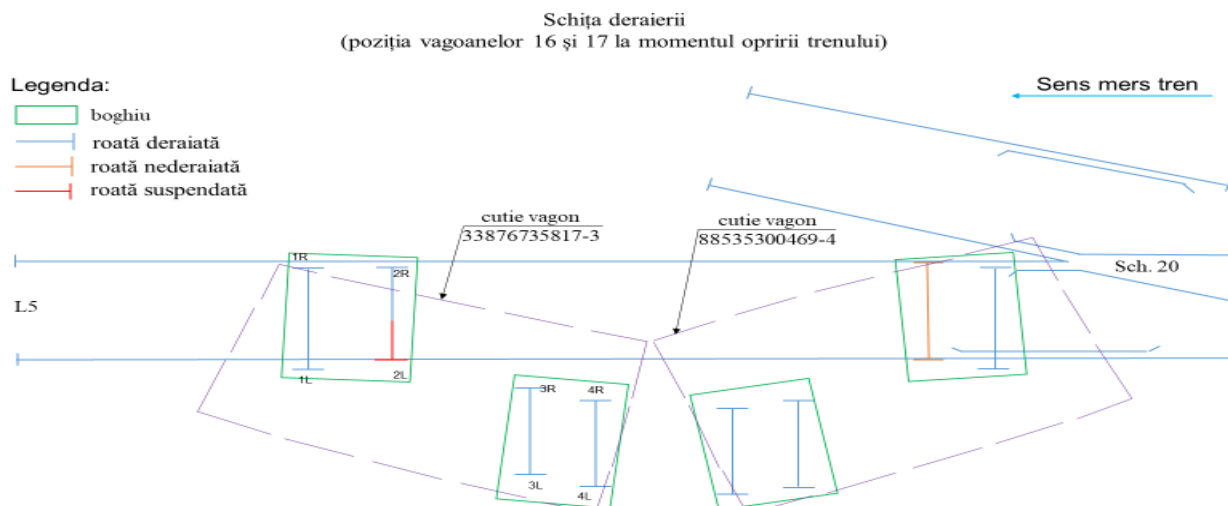 Schița deraierii
(poziția vagoanelor 16 și 17 la momentul opririi trenului)
Legenda:
Sens mers tren
boghiu
roată deraiată
roată nederaiată
roată suspendată
cutie vagon
33876735817-3
cutie vagon
88535300469-4
1R
2R
Sch. 20
L5
1L
2L
3R
4R
3L
4L